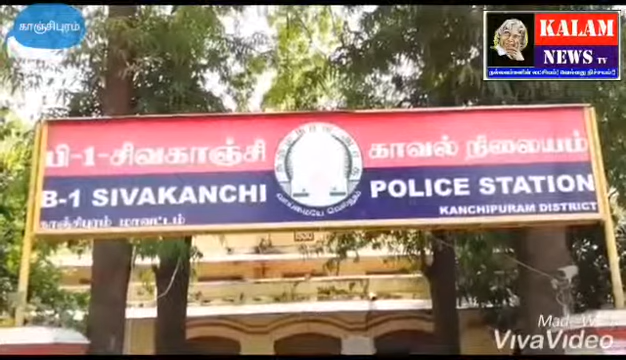 காஞ்சிபுரம்
KALAM
NEWS TV
பி-1-சிவகாஞ்சி காவல் நிலையம்
B-1 SIVAKANCHI POLICE STATION
காஞ்சிபுரம் மாவட்டம்
KANCHIPURAM DISTRICT
வாய்மையே வெல்லும்
Made With
VivaVideo